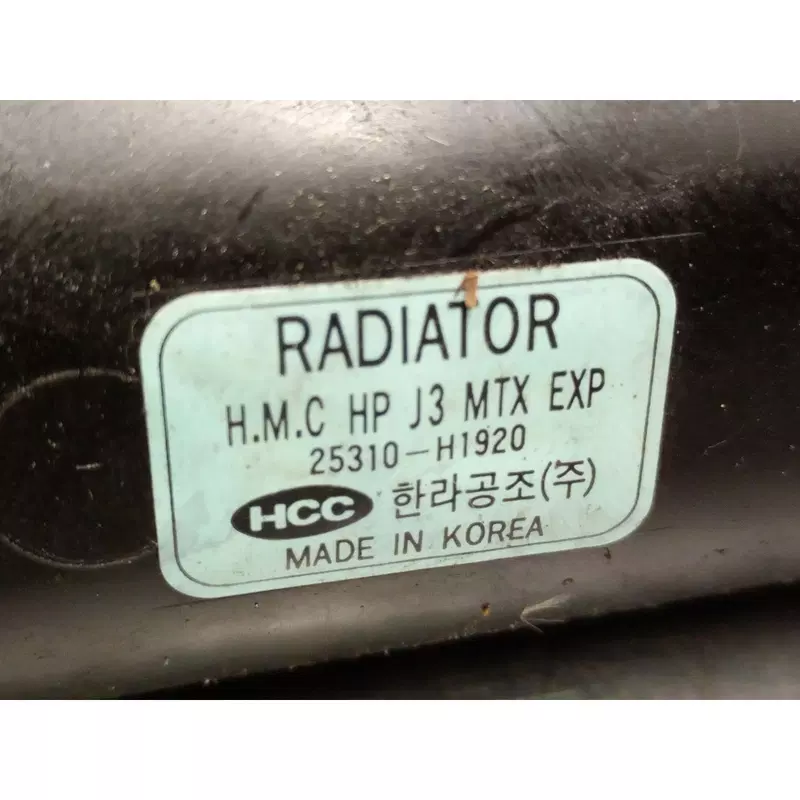 RADIATOR
H.M.C HP J3 MTX EXP
25310-H1920
HCC 한라공조(주)
MADE IN KOREA